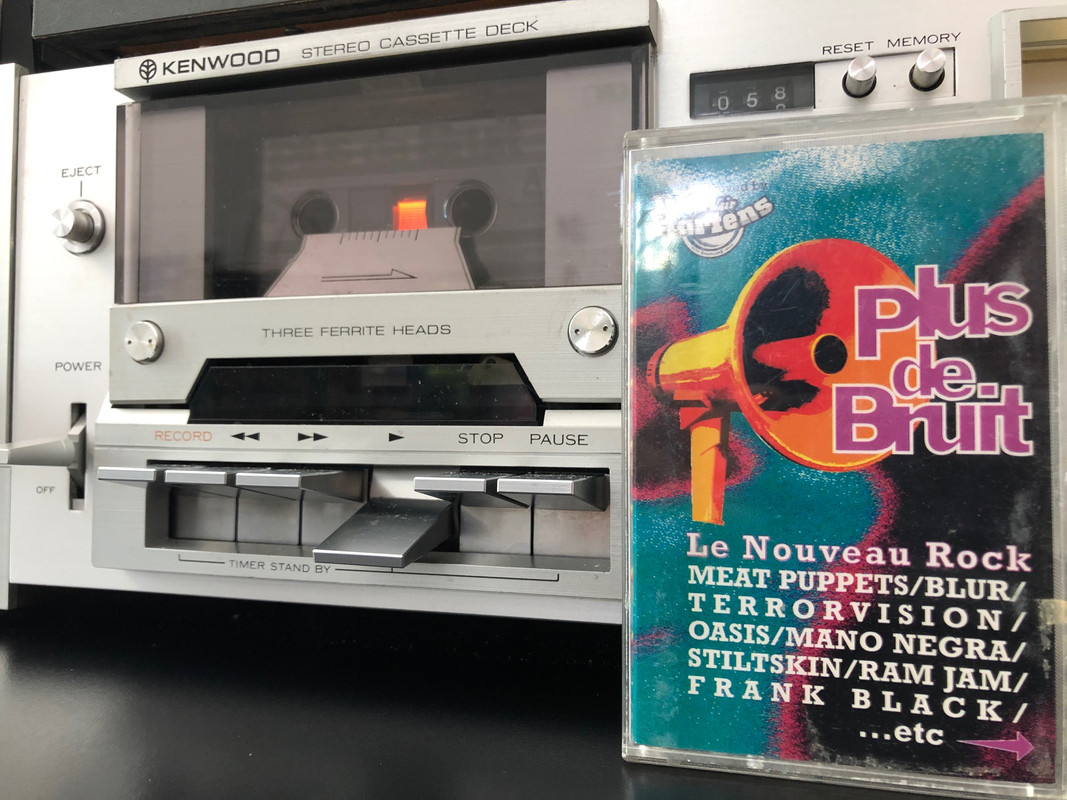 KENWOOD STEREO CASSETTE DECK
RESET MEMORY
058
EJECT
POWER
THREE FERRITE HEADS
RECORD ◀◀ ▶▶ ▶ STOP PAUSE
OFF
TIMER STAND BY
Martens
Plus
de
Bruit
Le Nouveau Rock
MEAT PUPPETS/BLUR/
TERRORVISION/
OASIS/MANO NEGRA/
STILTSKIN/RAM JAM/
FRANK BLACK/
...etc